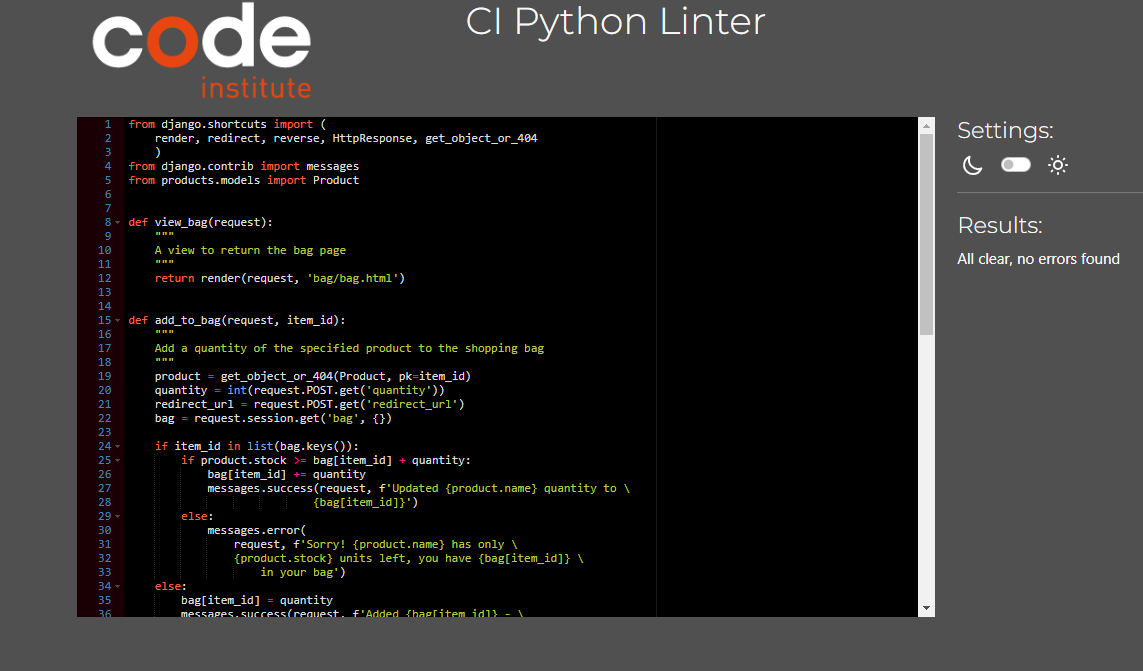 code
institute
CI Python Linter
1 from django.shortcuts import (
2     render, redirect, reverse, HttpResponse, get_object_or_404
3     )
4 from django.contrib import messages
5 from products.models import Product
6
7
8 def view_bag(request):
9     """
10     A view to return the bag page
11     """
12     return render(request, 'bag/bag.html')
13
14
15 def add_to_bag(request, item_id):
16     """
17     Add a quantity of the specified product to the shopping bag
18     """
19     product = get_object_or_404(Product, pk=item_id)
20     quantity = int(request.POST.get('quantity'))
21     redirect_url = request.POST.get('redirect_url')
22     bag = request.session.get('bag', {})
23
24     if item_id in list(bag.keys()):
25         if product.stock >= bag[item_id] + quantity:
26             bag[item_id] += quantity
27             messages.success(request, f'Updated {product.name} quantity to \
28                             {bag[item_id]}')
29         else:
30             messages.error(
31                 request, f'Sorry! {product.name} has only \
32                 {product.stock} units left, you have {bag[item_id]} \
33                     in your bag')
34     else:
35         bag[item_id] = quantity
36         messages.success(request, f'Added {bag[item_id]} - \
Settings:
Results:
All clear, no errors found